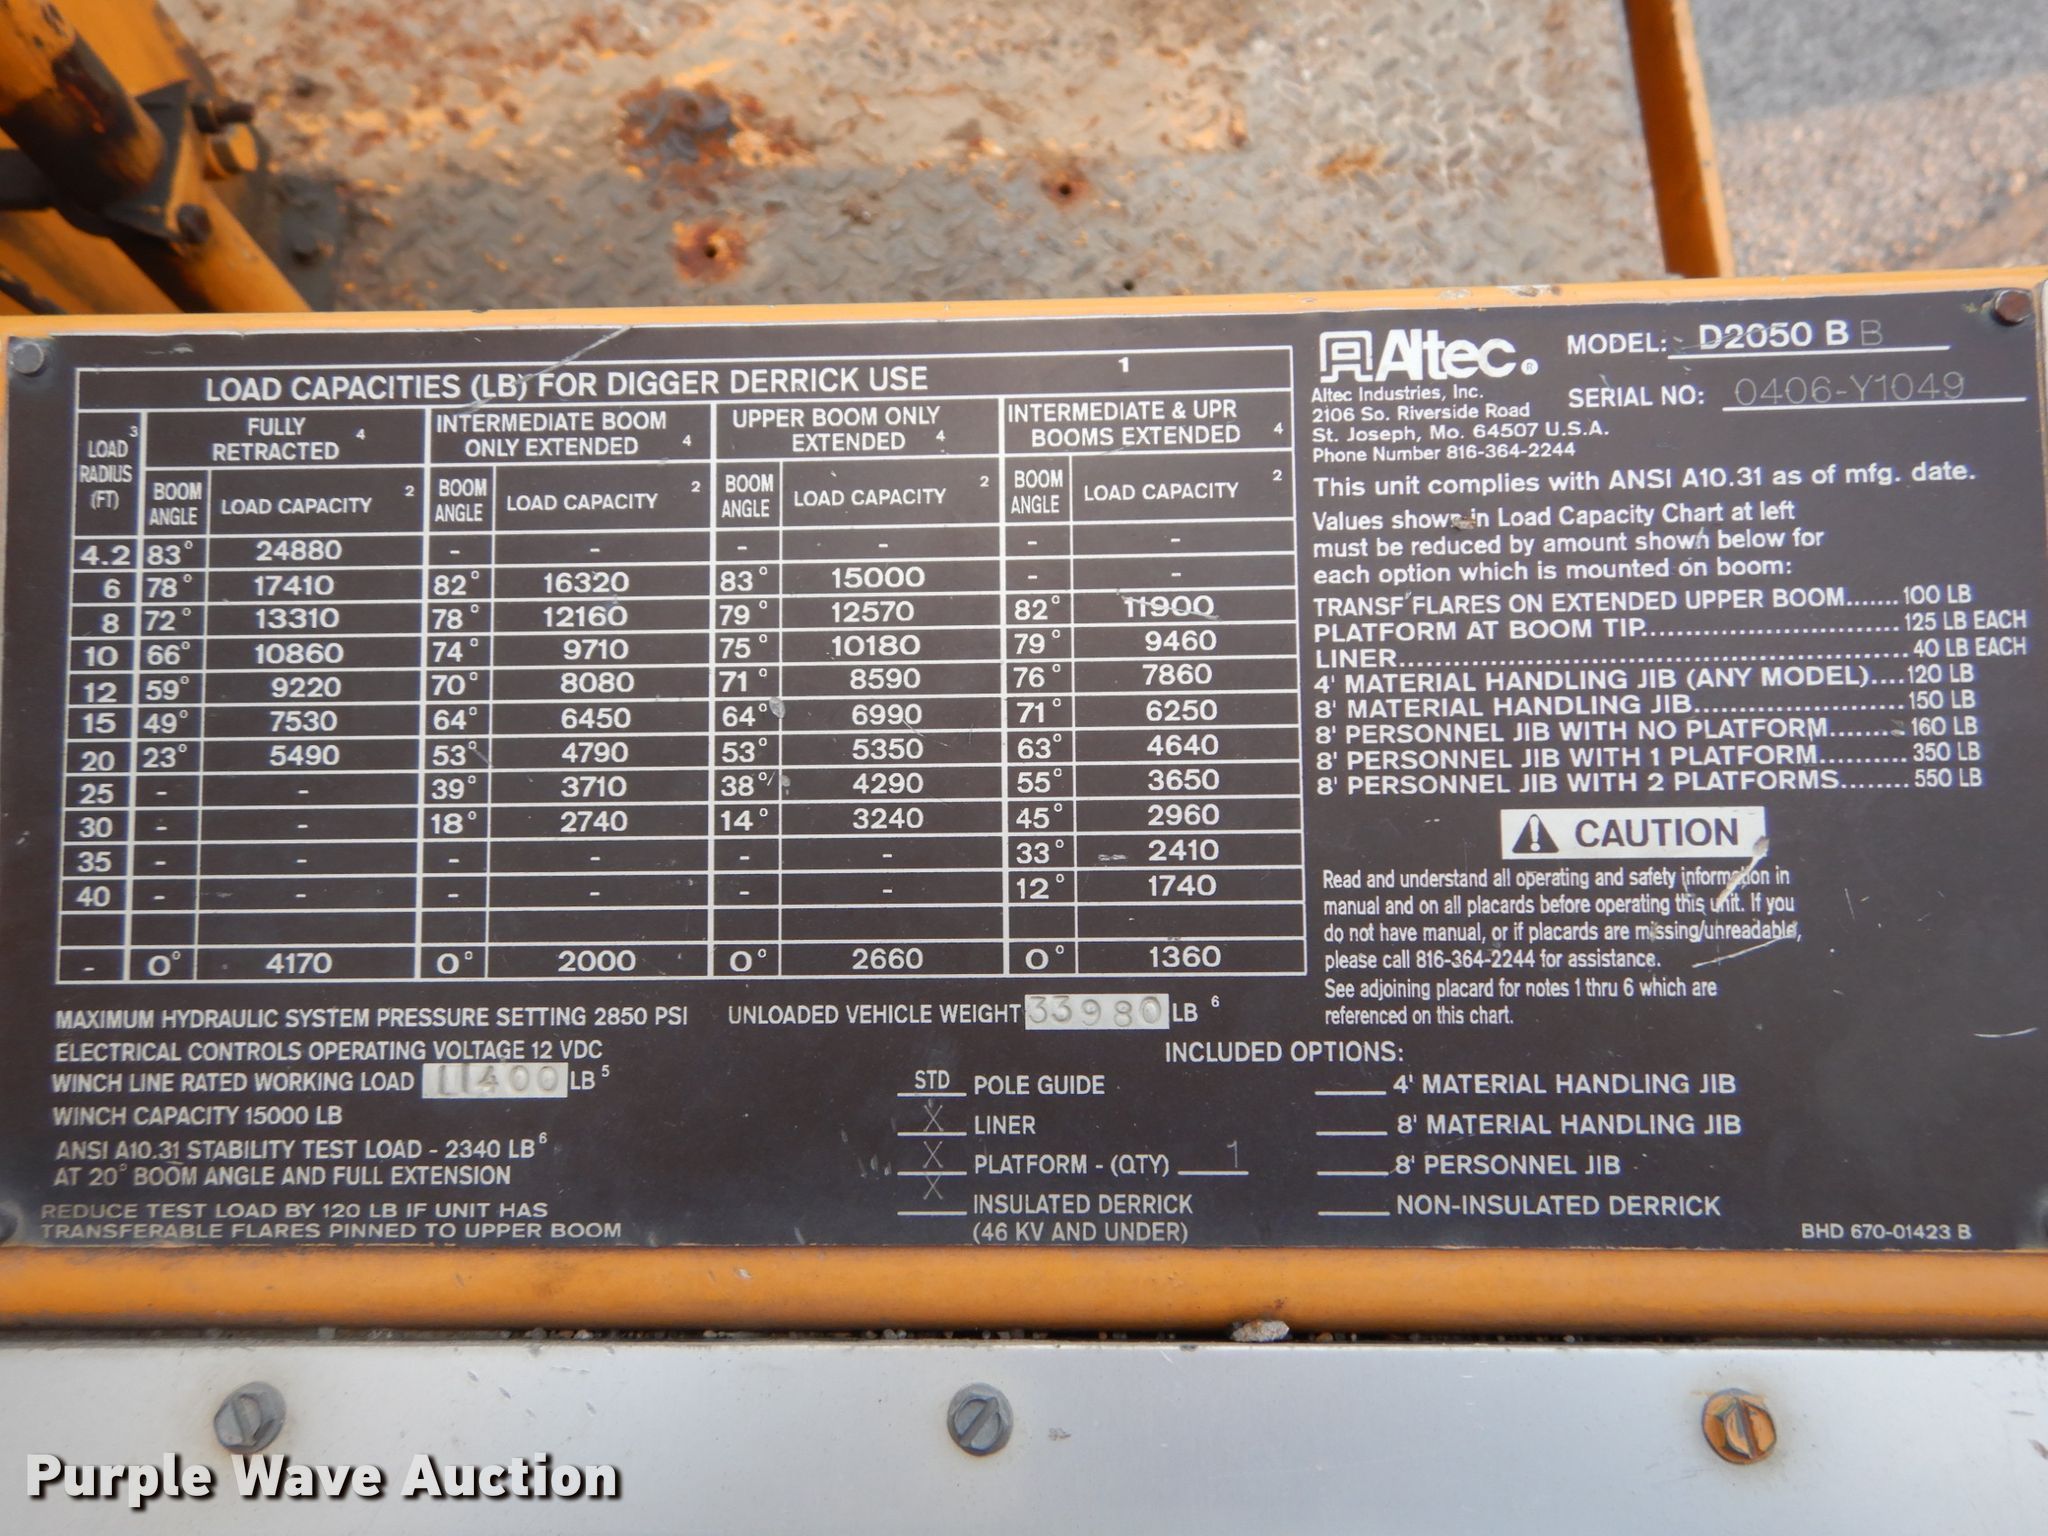 LOAD CAPACITIES (LB) FOR DIGGER DERRICK USE 1
LOAD RADIUS (FT) 3 | FULLY RETRACTED 4 | INTERMEDIATE BOOM ONLY EXTENDED 4 | UPPER BOOM ONLY EXTENDED 4 | INTERMEDIATE & UPR BOOMS EXTENDED 4
BOOM ANGLE | LOAD CAPACITY 2 | BOOM ANGLE | LOAD CAPACITY 2 | BOOM ANGLE | LOAD CAPACITY 2 | BOOM ANGLE | LOAD CAPACITY 2
4.2 | 83° | 24880 | - | - | - | - | - | -
6 | 78° | 17410 | 82° | 16320 | 83° | 15000 | - | -
8 | 72° | 13310 | 78° | 12160 | 79° | 12570 | 82° | 11900
10 | 66° | 10860 | 74° | 9710 | 75° | 10180 | 79° | 9460
12 | 59° | 9220 | 70° | 8080 | 71° | 8590 | 76° | 7860
15 | 49° | 7530 | 64° | 6450 | 64° | 6990 | 71° | 6250
20 | 23° | 5490 | 53° | 4790 | 53° | 5350 | 63° | 4640
25 | - | - | 39° | 3710 | 38° | 4290 | 55° | 3650
30 | - | - | 18° | 2740 | 14° | 3240 | 45° | 2960
35 | - | - | - | - | - | - | 33° | 2410
40 | - | - | - | - | - | - | 12° | 1740
- | 0° | 4170 | 0° | 2000 | 0° | 2660 | 0° | 1360
MAXIMUM HYDRAULIC SYSTEM PRESSURE SETTING 2850 PSI
UNLOADED VEHICLE WEIGHT 33980 LB 6
ELECTRICAL CONTROLS OPERATING VOLTAGE 12 VDC
WINCH LINE RATED WORKING LOAD 11400 LB 5
WINCH CAPACITY 15000 LB
ANSI A10.31 STABILITY TEST LOAD - 2340 LB 6
AT 20° BOOM ANGLE AND FULL EXTENSION
REDUCE TEST LOAD BY 120 LB IF UNIT HAS
TRANSFERABLE FLARES PINNED TO UPPER BOOM
Altec ®
Altec Industries, Inc.
2106 So. Riverside Road
St. Joseph, Mo. 64507 U.S.A.
Phone Number 816-364-2244
MODEL: D2050 B B
SERIAL NO: 0406-Y1049
This unit complies with ANSI A10.31 as of mfg. date.
Values shown in Load Capacity Chart at left
must be reduced by amount shown below for
each option which is mounted on boom:
TRANSF' FLARES ON EXTENDED UPPER BOOM.......100 LB
PLATFORM AT BOOM TIP.................................125 LB EACH
LINER.................................................................40 LB EACH
4' MATERIAL HANDLING JIB (ANY MODEL)....120 LB
8' MATERIAL HANDLING JIB...........................150 LB
8' PERSONNEL JIB WITH NO PLATFORM.........160 LB
8' PERSONNEL JIB WITH 1 PLATFORM...........350 LB
8' PERSONNEL JIB WITH 2 PLATFORMS........550 LB
CAUTION
Read and understand all operating and safety information in
manual and on all placards before operating this unit. If you
do not have manual, or if placards are missing/unreadable,
please call 816-364-2244 for assistance.
See adjoining placard for notes 1 thru 6 which are
referenced on this chart.
INCLUDED OPTIONS:
STD POLE GUIDE
X LINER
X PLATFORM - (QTY) 1
X INSULATED DERRICK
(46 KV AND UNDER)
4' MATERIAL HANDLING JIB
8' MATERIAL HANDLING JIB
8' PERSONNEL JIB
NON-INSULATED DERRICK
BHD 670-01423 B
Purple Wave Auction